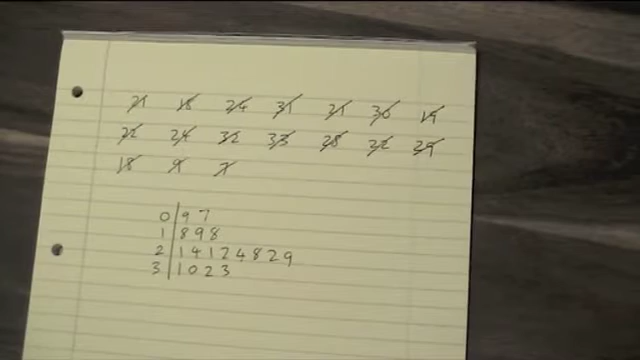 21 18 24 31 21 30 19
22 24 32 33 28 22 29
18 9 7
0 | 9 7
1 | 8 9 8
2 | 1 4 1 2 4 8 2 9
3 | 1 0 2 3